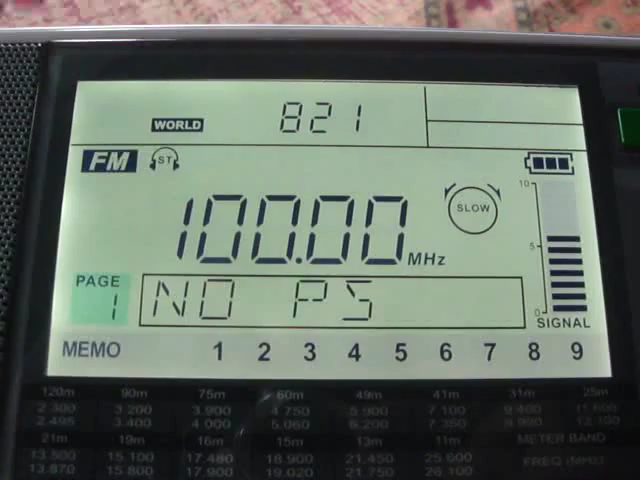 WORLD 821
FM ST
100.00 MHz
SLOW
10
5
0
SIGNAL
PAGE 1
NO PS
MEMO 1 2 3 4 5 6 7 8 9
120m 90m 75m 60m 49m 41m 31m 25m
2.300 3.200 3.900 4.750 5.900 7.100 9.400 11.600
2.495 3.400 4.000 5.060 6.200 7.350 9.990 12.100
21m 19m 16m 15m 13m 11m METER BAND
13.500 15.100 17.480 18.900 21.450 25.600 FREQ (MHz)
13.870 15.800 17.900 19.020 21.750 26.100